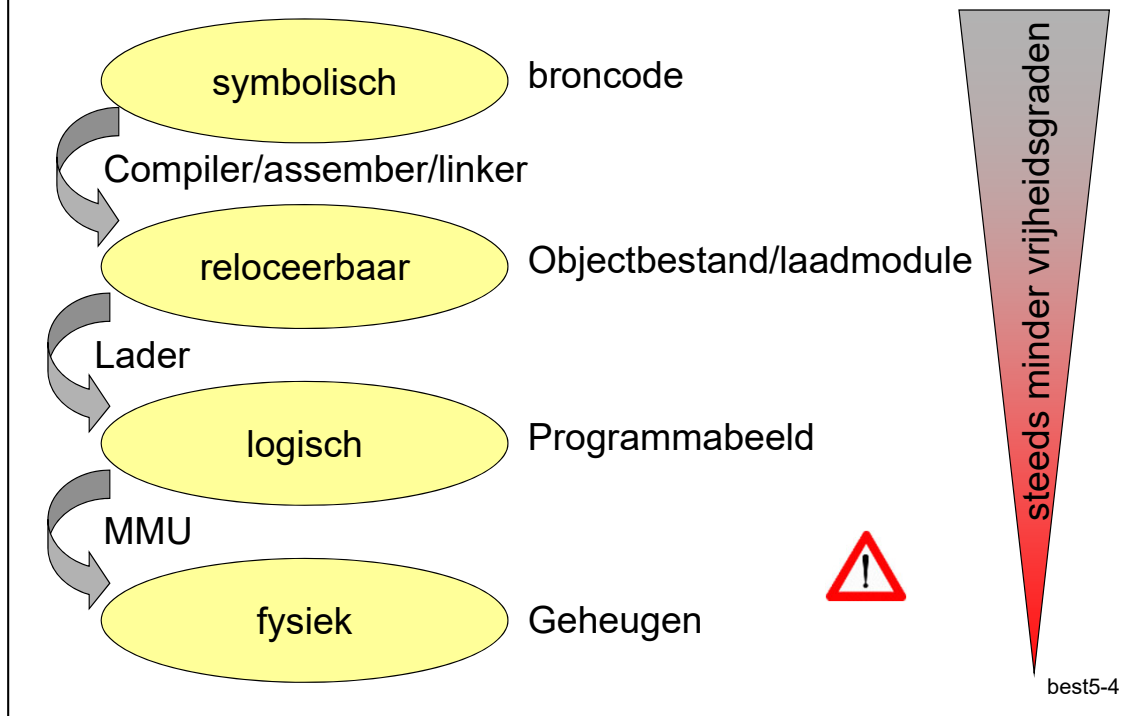 symbolisch
broncode
Compiler/assember/linker
reloceerbaar
Objectbestand/laadmodule
Lader
logisch
Programmabeeld
MMU
fysiek
Geheugen
steeds minder vrijheidsgraden
best5-4